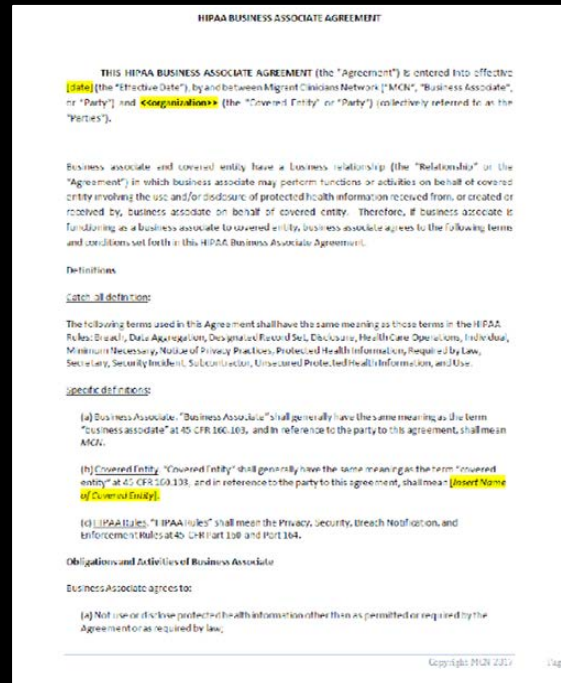 HIPAA BUSINESS ASSOCIATE AGREEMENT
THIS HIPAA BUSINESS ASSOCIATE AGREEMENT (the "Agreement") is entered into effective
[date] (the "Effective Date"), by and between Migrant Clinicians Network ("MCN", "Business Associate",
or "Party") and <<organization>> (the "Covered Entity" or "Party") (collectively referred to as the
"Parties").
Business associate and covered entity have a business relationship (the "Relationship" or the
"Agreement") in which business associate may perform functions or activities on behalf of covered
entity involving the use and/or disclosure of protected health information received from, or created or
received by, business associate on behalf of covered entity. Therefore, if business associate is
functioning as a business associate to covered entity, business associate agrees to the following terms
and conditions set forth in this HIPAA Business Associate Agreement.
Definitions
Catch-all definition:
The following terms used in this Agreement shall have the same meaning as those terms in the HIPAA
Rules: Breach, Data Aggregation, Designated Record Set, Disclosure, Health Care Operations, Individual,
Minimum Necessary, Notice of Privacy Practices, Protected Health Information, Required by Law,
Secretary, Security Incident, Subcontractor, Unsecured Protected Health Information, and Use.
Specific definitions:
(a) Business Associate. "Business Associate" shall generally have the same meaning as the term
"business associate" at 45 CFR 160.103, and in reference to the party to this agreement, shall mean
MCN.
(b) Covered Entity. "Covered Entity" shall generally have the same meaning as the term "covered
entity" at 45 CFR 160.103, and in reference to the party to this agreement, shall mean [Insert Name
of Covered Entity].
(c) HIPAA Rules. "HIPAA Rules" shall mean the Privacy, Security, Breach Notification, and
Enforcement Rules at 45 CFR Part 160 and Part 164.
Obligations and Activities of Business Associate
Business Associate agrees to:
(a) Not use or disclose protected health information other than as permitted or required by the
Agreement or as required by law;
Copyright MCN 2017 Pag